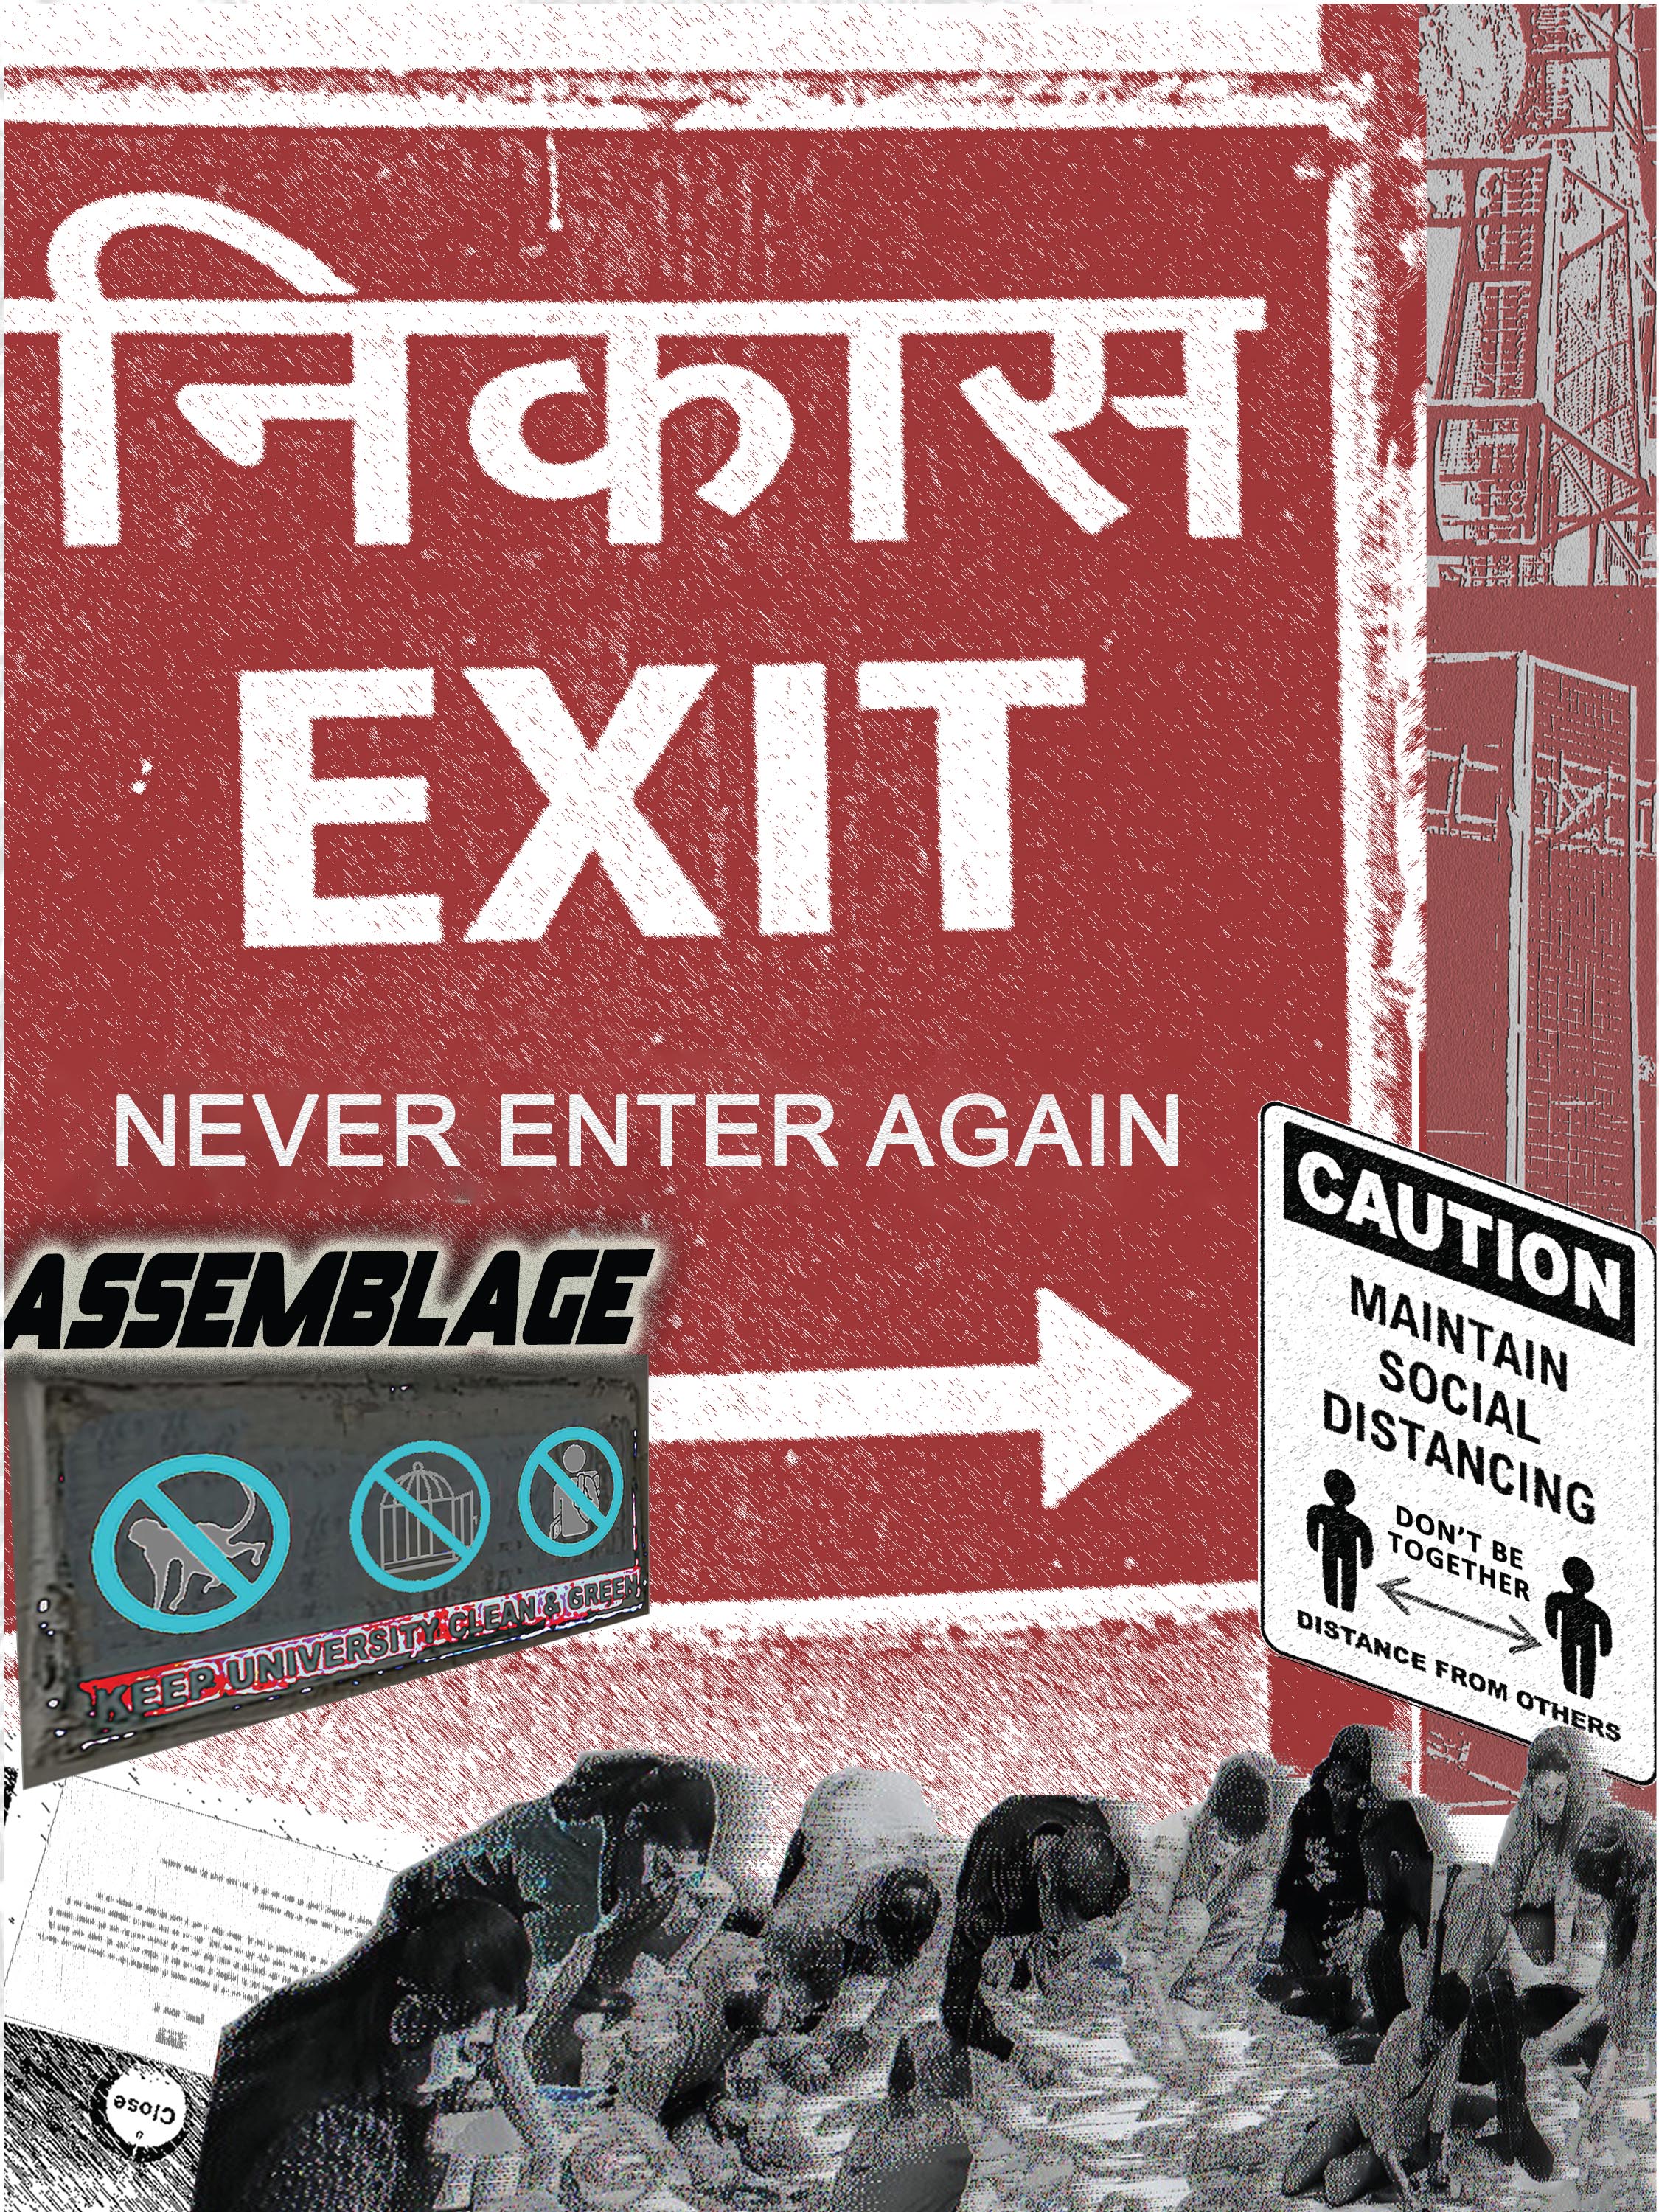 निकास
EXIT
NEVER ENTER AGAIN
ASSEMBLAGE
KEEP UNIVERSITY CLEAN & GREEN
CAUTION
MAINTAIN
SOCIAL
DISTANCING
DON'T BE
TOGETHER
DISTANCE FROM OTHERS
Close